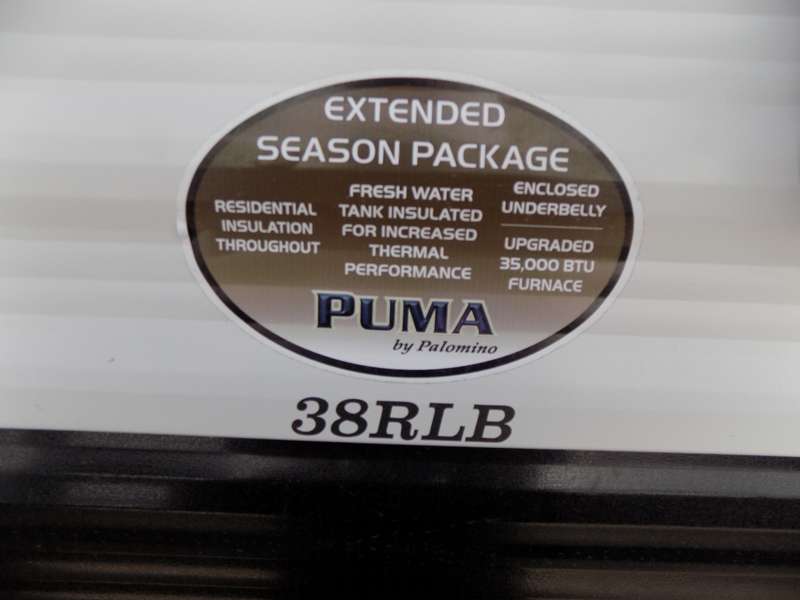 EXTENDED
SEASON PACKAGE
RESIDENTIAL
INSULATION
THROUGHOUT
FRESH WATER
TANK INSULATED
FOR INCREASED
THERMAL
PERFORMANCE
ENCLOSED
UNDERBELLY
UPGRADED
35,000 BTU
FURNACE
PUMA
by Palomino
38RLB